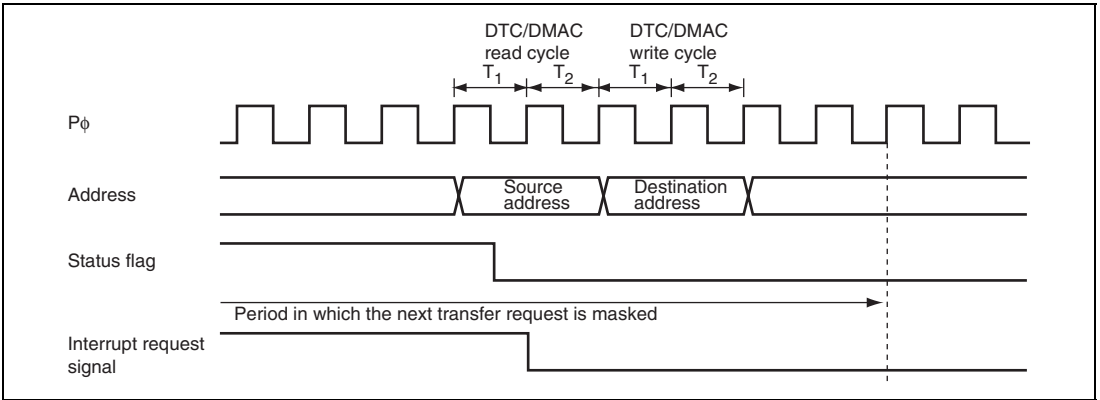 DTC/DMAC
read cycle
DTC/DMAC
write cycle
T1 T2 T1 T2
Pϕ
Address
Source
address
Destination
address
Status flag
Period in which the next transfer request is masked
Interrupt request
signal